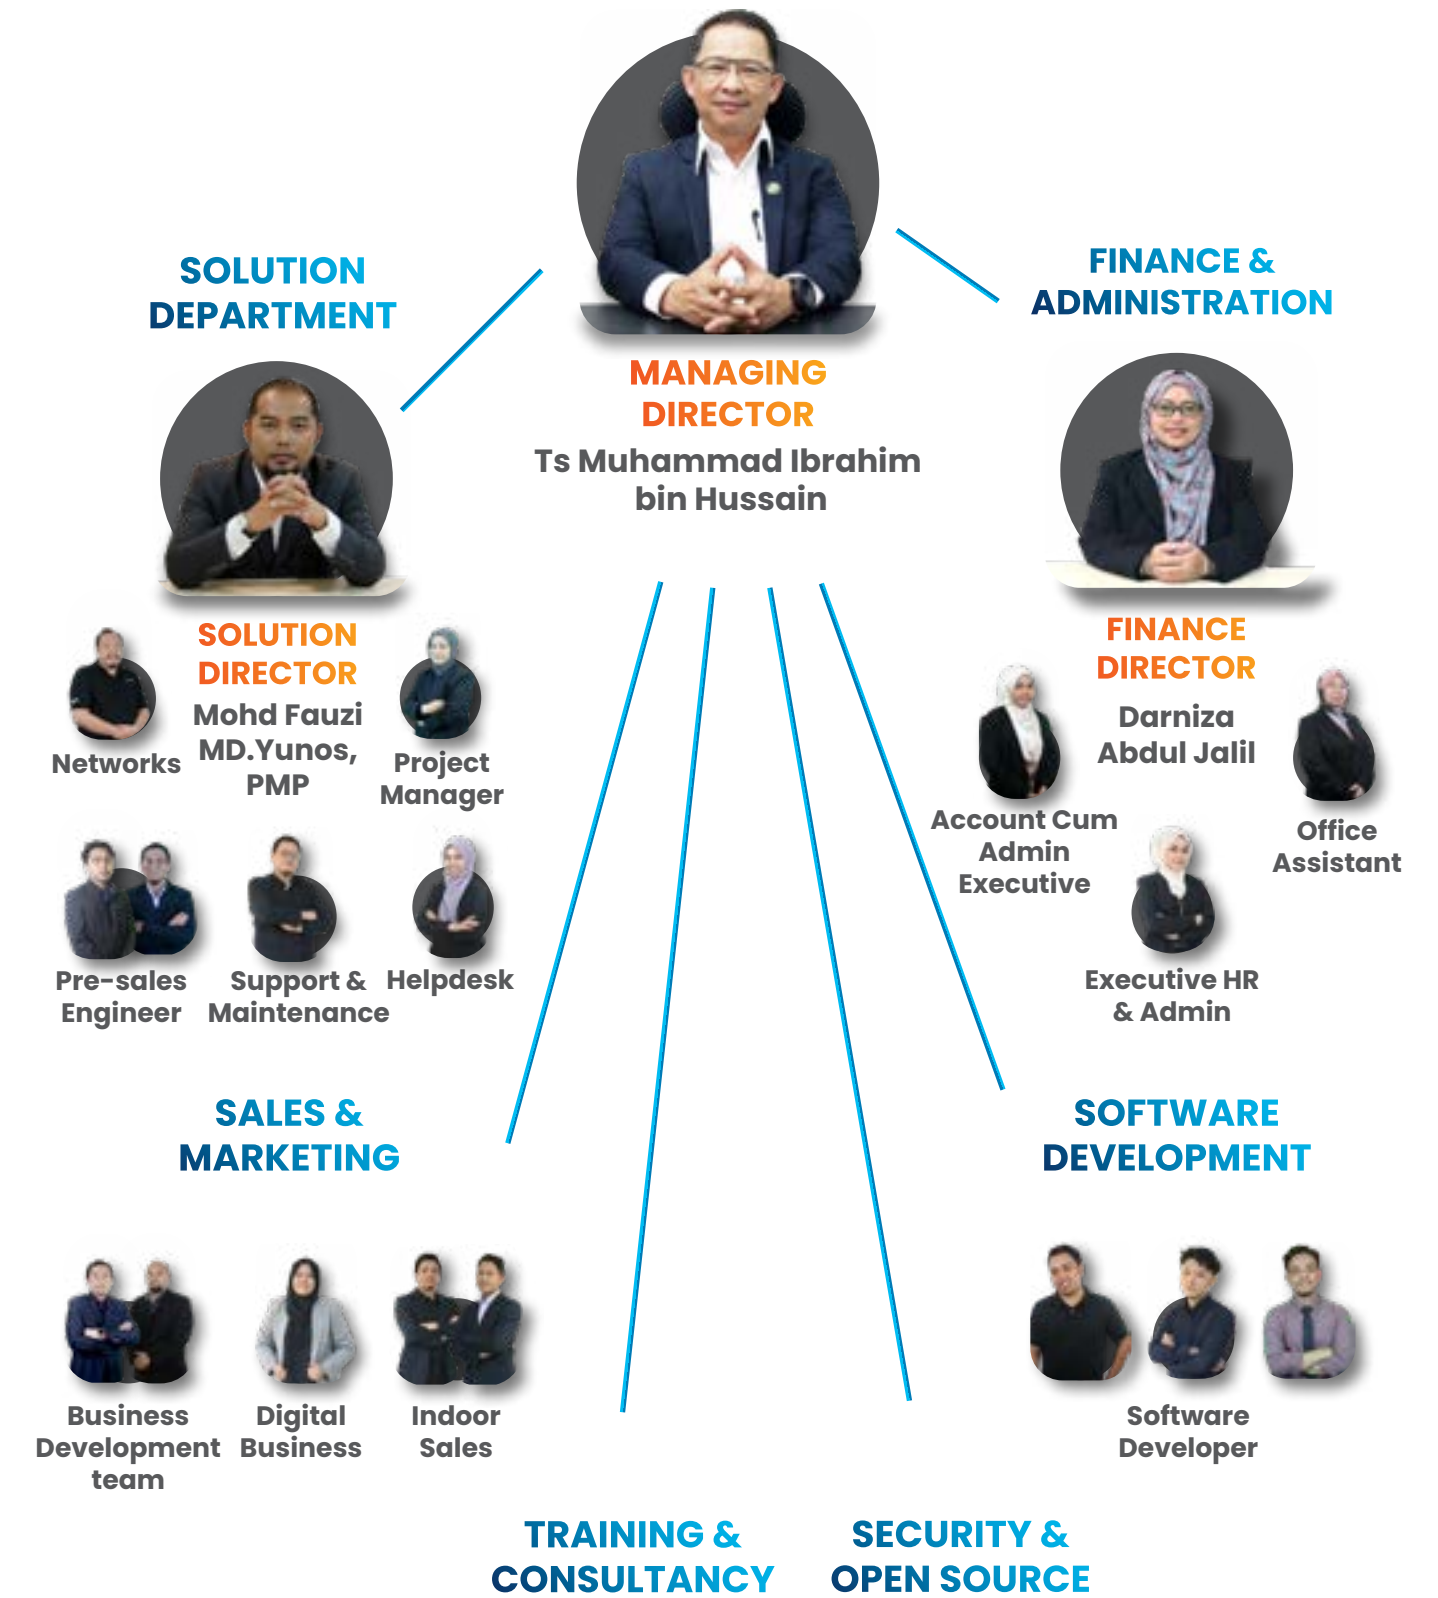 SOLUTION
DEPARTMENT
FINANCE &
ADMINISTRATION
MANAGING
DIRECTOR
Ts Muhammad Ibrahim
bin Hussain
SOLUTION
DIRECTOR
Mohd Fauzi
MD.Yunos,
PMP
Networks
Project
Manager
Pre-sales
Engineer
Support &
Maintenance
Helpdesk
FINANCE
DIRECTOR
Darniza
Abdul Jalil
Account Cum
Admin
Executive
Office
Assistant
Executive HR
& Admin
SALES &
MARKETING
Business
Development
team
Digital
Business
Indoor
Sales
SOFTWARE
DEVELOPMENT
Software
Developer
TRAINING &
CONSULTANCY
SECURITY &
OPEN SOURCE